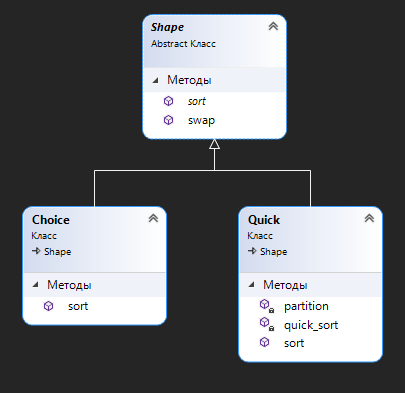 Shape
Abstract Класс
Методы
sort
swap
Choice
Класс
Shape
Методы
sort
Quick
Класс
Shape
Методы
partition
quick_sort
sort